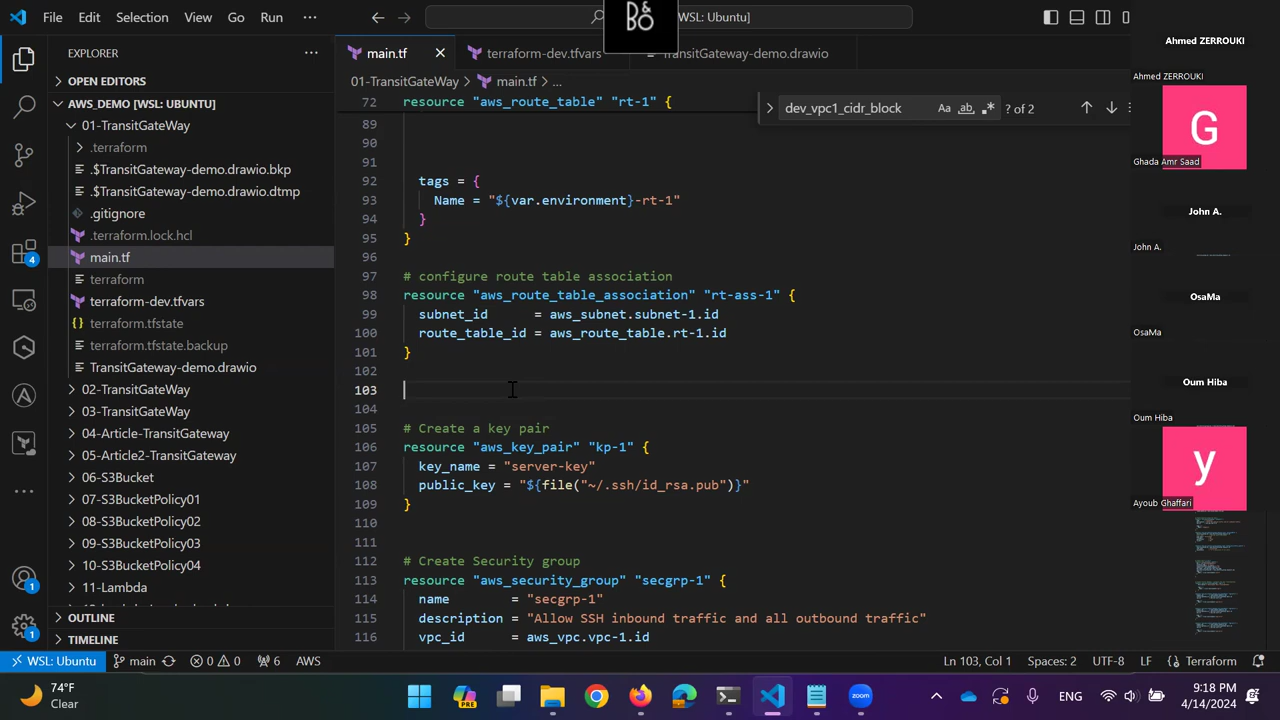 File Edit Selection View Go Run ···
WSL: Ubuntu]
B&
BO
Ahmed ZERROUKI
EXPLORER ···
main.tf
terraform-dev.tfvars
TransitGateway-demo.drawio
Ahmed ZERROUKI
OPEN EDITORS
01-TransitGateWay > main.tf > ...
AWS_DEMO [WSL: UBUNTU]
72 resource "aws_route_table" "rt-1" {
dev_vpc1_cidr_block Aa ab ? of 2
G
01-TransitGateWay
89
.terraform
90
.$TransitGateway-demo.drawio.bkp
91
Ghada Amr Saad
92 tags = {
.$TransitGateway-demo.drawio.dtmp
93 Name = "${var.environment}-rt-1"
.gitignore
94 }
John A.
.terraform.lock.hcl
95 }
John A.
main.tf
96
4
terraform
97 # configure route table association
terraform-dev.tfvars
98 resource "aws_route_table_association" "rt-ass-1" {
OsaMa
terraform.tfstate
99 subnet_id = aws_subnet.subnet-1.id
terraform.tfstate.backup
100 route_table_id = aws_route_table.rt-1.id
OsaMa
TransitGateway-demo.drawio
101 }
102
02-TransitGateWay
103
Oum Hiba
03-TransitGateWay
104
Oum Hiba
04-Article-TransitGateway
105 # Create a key pair
05-Article2-TransitGateway
106 resource "aws_key_pair" "kp-1" {
06-S3Bucket
107 key_name = "server-key"
y
07-S3BucketPolicy01
108 public_key = "${file("~/.ssh/id_rsa.pub")}"
08-S3BucketPolicy02
109 }
Ayoub Ghaffari
09-S3BucketPolicy03
110
111
10-S3BucketPolicy04
112 # Create Security group
11-Lambda
113 resource "aws_security_group" "secgrp-1" {
1
114 name = "secgrp-1"
OUTLINE
115 description = "Allow SSH inbound traffic and all outbound traffic"
1
TIMELINE
116 vpc_id = aws_vpc.vpc-1.id
WSL: Ubuntu main 0 0 6 AWS Ln 103, Col 1 Spaces: 2 UTF-8 LF Terraform
74°F
Clear
PRE
ENG
9:18 PM
4/14/2024